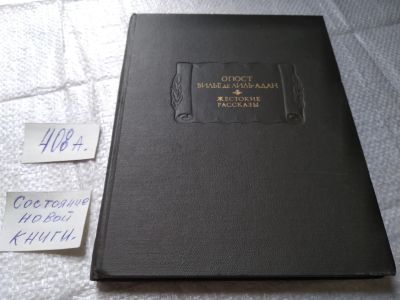 ОГЮСТ
ВИЛЬЕ ДЕ ЛИЛЬ-АДАН
ЖЕСТОКИЕ
РАССКАЗЫ
408 А.
Состояние
новой
книги.